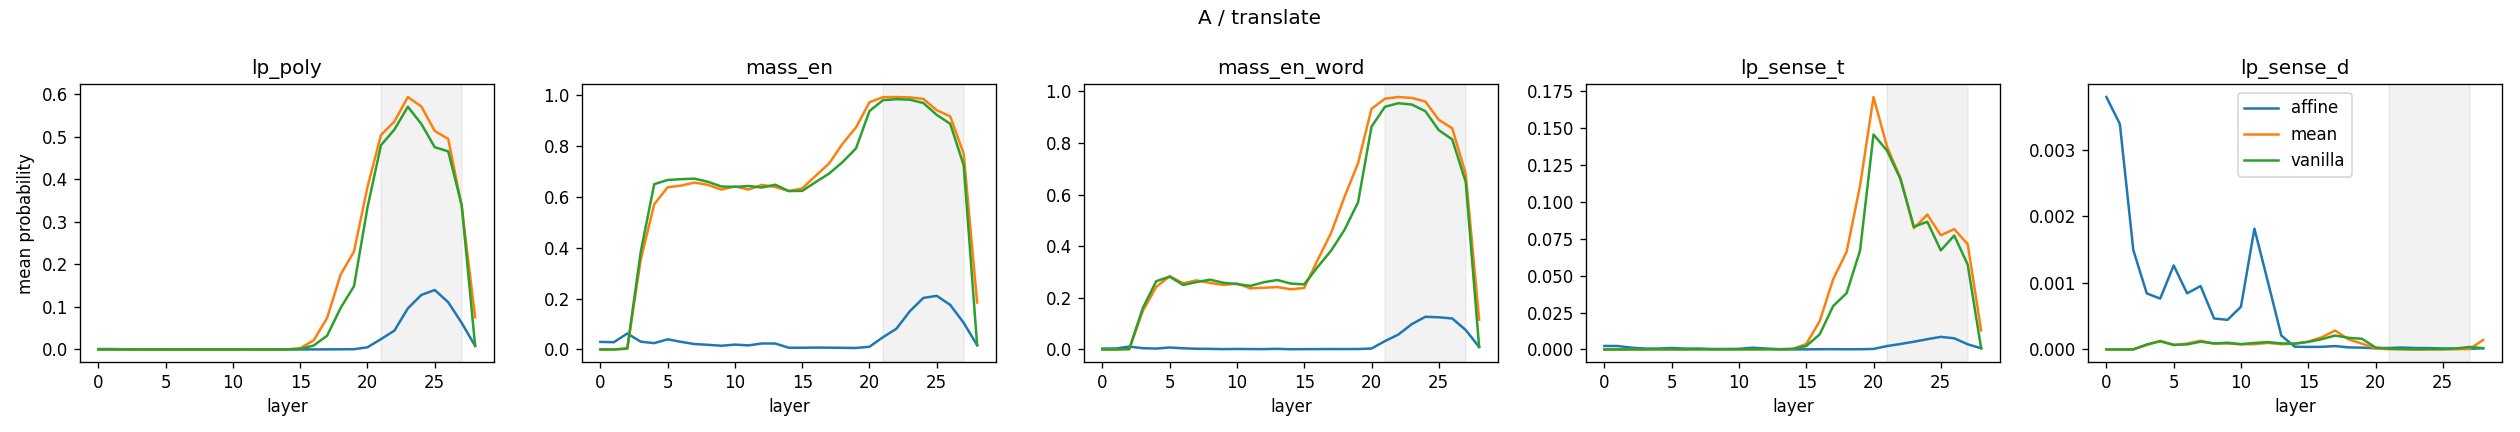 A / translate
lp_poly
mass_en
mass_en_word
lp_sense_t
lp_sense_d
mean probability
0.6
0.5
0.4
0.3
0.2
0.1
0.0
0 5 10 15 20 25
layer
1.0
0.8
0.6
0.4
0.2
0.0
0 5 10 15 20 25
layer
1.0
0.8
0.6
0.4
0.2
0.0
0 5 10 15 20 25
layer
0.175
0.150
0.125
0.100
0.075
0.050
0.025
0.000
0 5 10 15 20 25
layer
0.003
0.002
0.001
0.000
affine
mean
vanilla
0 5 10 15 20 25
layer